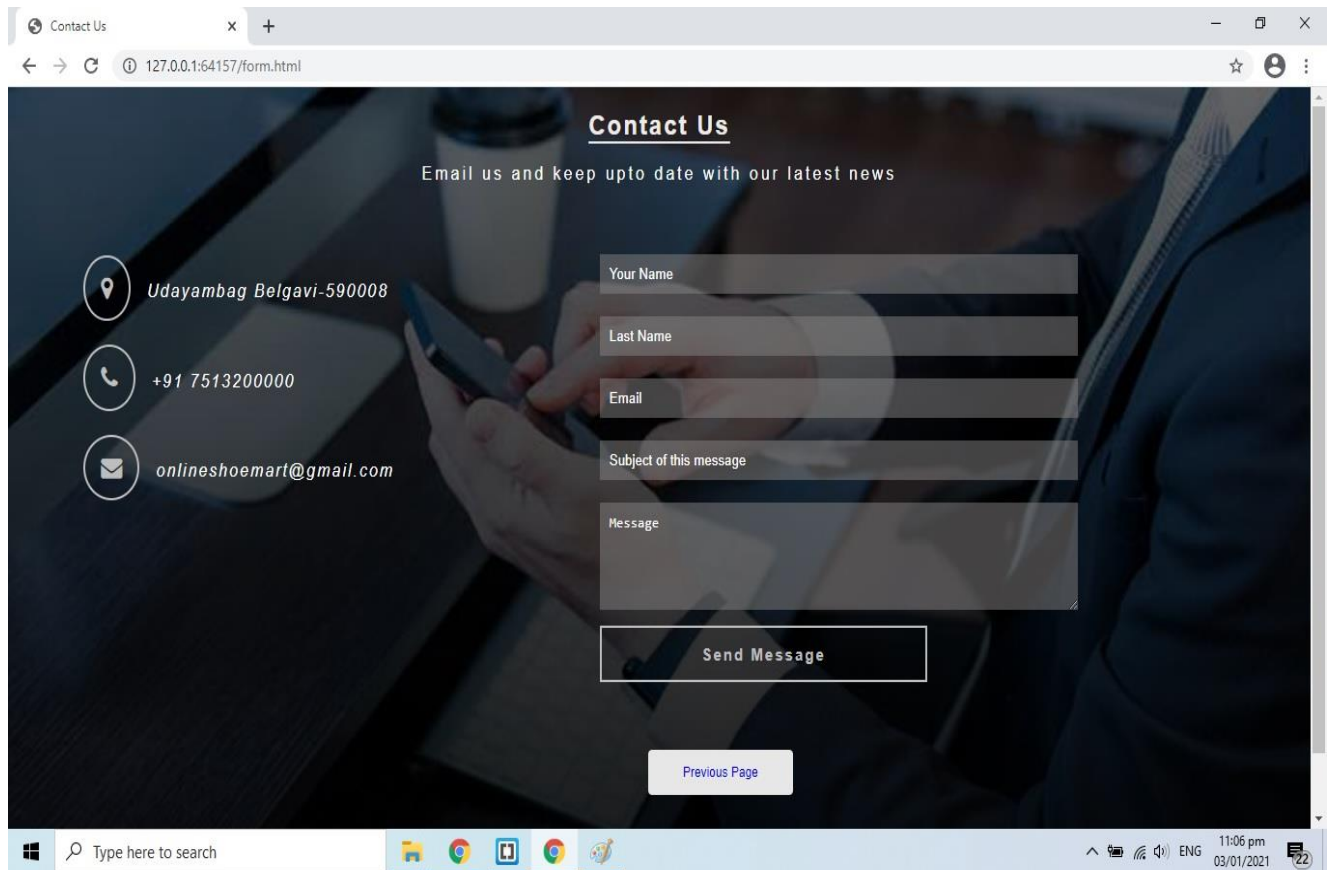 Contact Us
127.0.0.1:64157/form.html
Contact Us
Email us and keep upto date with our latest news
Udayambag Belgavi-590008
+91 7513200000
onlineshoemart@gmail.com
Your Name
Last Name
Email
Subject of this message
Message
Send Message
Previous Page
Type here to search
ENG
11:06 pm
03/01/2021
22